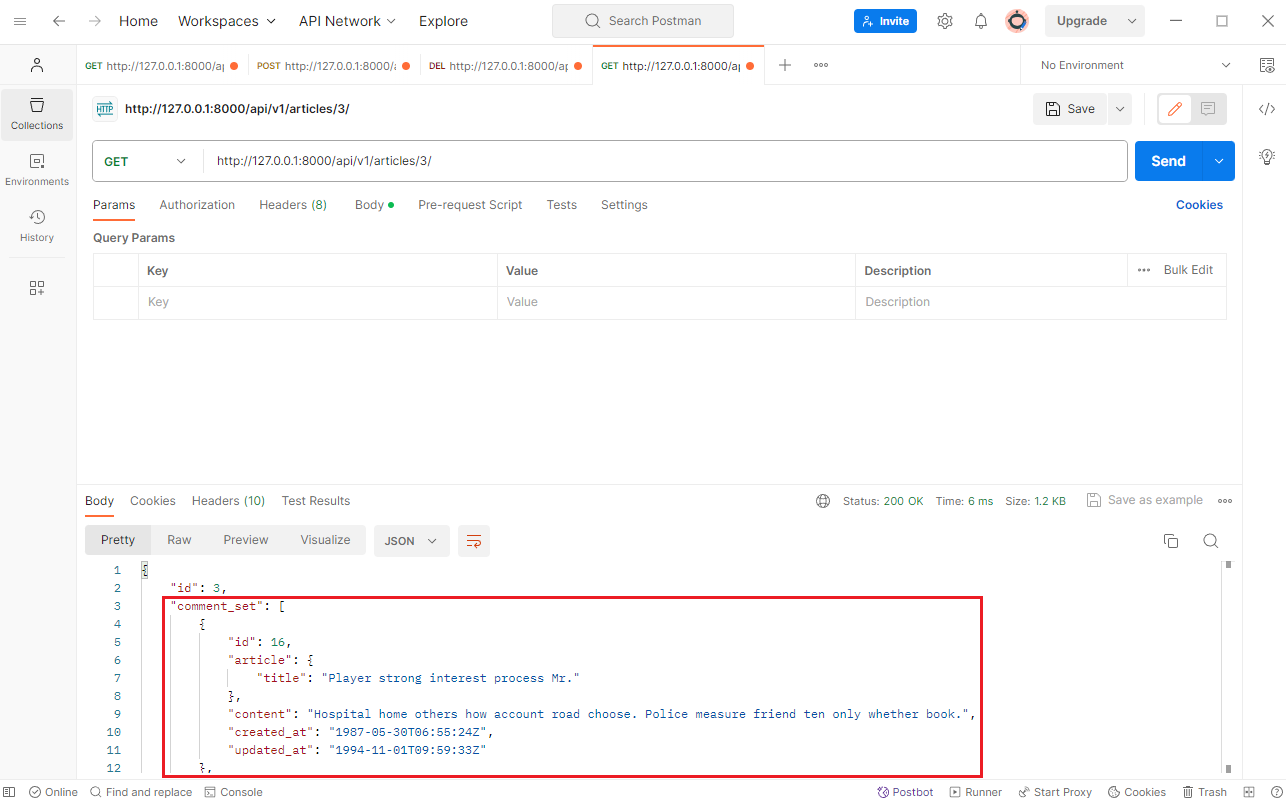 Home Workspaces API Network Explore Search Postman Invite Upgrade
GET http://127.0.0.1:8000/ap POST http://127.0.0.1:8000/a DEL http://127.0.0.1:8000/ap GET http://127.0.0.1:8000/ap No Environment
HTTP http://127.0.0.1:8000/api/v1/articles/3/ Save
Collections
GET http://127.0.0.1:8000/api/v1/articles/3/ Send
Environments
Params Authorization Headers (8) Body Pre-request Script Tests Settings Cookies
History
Query Params
Key Value Description Bulk Edit
Key Value Description
Body Cookies Headers (10) Test Results Status: 200 OK Time: 6 ms Size: 1.2 KB Save as example
Pretty Raw Preview Visualize JSON
1 {
2 "id": 3,
3 "comment_set": [
4 {
5 "id": 16,
6 "article": {
7 "title": "Player strong interest process Mr."
8 },
9 "content": "Hospital home others how account road choose. Police measure friend ten only whether book.",
10 "created_at": "1987-05-30T06:55:24Z",
11 "updated_at": "1994-11-01T09:59:33Z"
12 },
Online Find and replace Console Postbot Runner Start Proxy Cookies Trash